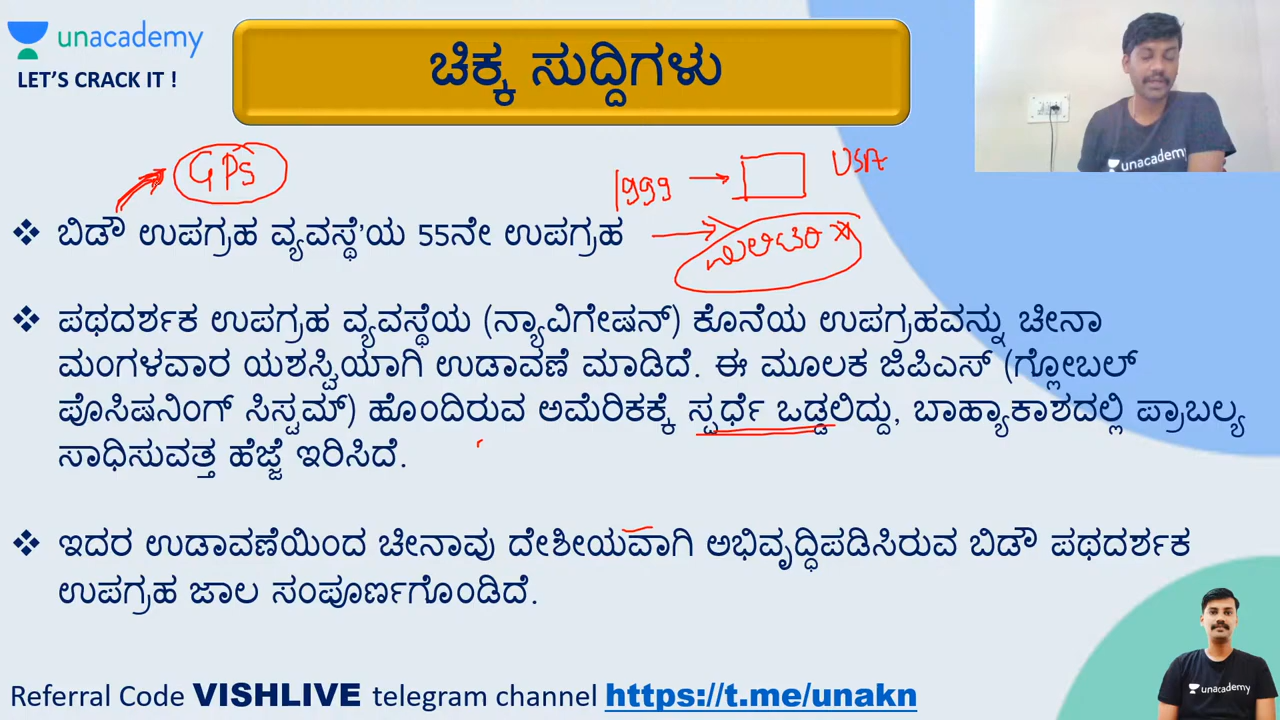 unacademy
LET'S CRACK IT !
ಚಿಕ್ಕ ಸುದ್ದಿಗಳು
GPS
1999
USA
❖ ಬಿಡೌ ಉಪಗ್ರಹ ವ್ಯವಸ್ಥೆ'ಯ 55ನೇ ಉಪಗ್ರಹ
ಮಿಲಿಟರಿ
❖ ಪಥದರ್ಶಕ ಉಪಗ್ರಹ ವ್ಯವಸ್ಥೆಯ (ನ್ಯಾವಿಗೇಷನ್) ಕೊನೆಯ ಉಪಗ್ರಹವನ್ನು ಚೀನಾ
ಮಂಗಳವಾರ ಯಶಸ್ವಿಯಾಗಿ ಉಡಾವಣೆ ಮಾಡಿದೆ. ಈ ಮೂಲಕ ಜಿಪಿಎಸ್ (ಗ್ಲೋಬಲ್
ಪೊಸಿಷನಿಂಗ್ ಸಿಸ್ಟಮ್) ಹೊಂದಿರುವ ಅಮೆರಿಕಕ್ಕೆ ಸ್ಪರ್ಧೆ ಒಡ್ಡಲಿದ್ದು, ಬಾಹ್ಯಾಕಾಶದಲ್ಲಿ ಪ್ರಾಬಲ್ಯ
ಸಾಧಿಸುವತ್ತ ಹೆಜ್ಜೆ ಇರಿಸಿದೆ.
❖ ಇದರ ಉಡಾವಣೆಯಿಂದ ಚೀನಾವು ದೇಶೀಯವಾಗಿ ಅಭಿವೃದ್ಧಿಪಡಿಸಿರುವ ಬಿಡೌ ಪಥದರ್ಶಕ
ಉಪಗ್ರಹ ಜಾಲ ಸಂಪೂರ್ಣಗೊಂಡಿದೆ.
Referral Code VISHLIVE telegram channel https://t.me/unakn
unacademy
unacademy